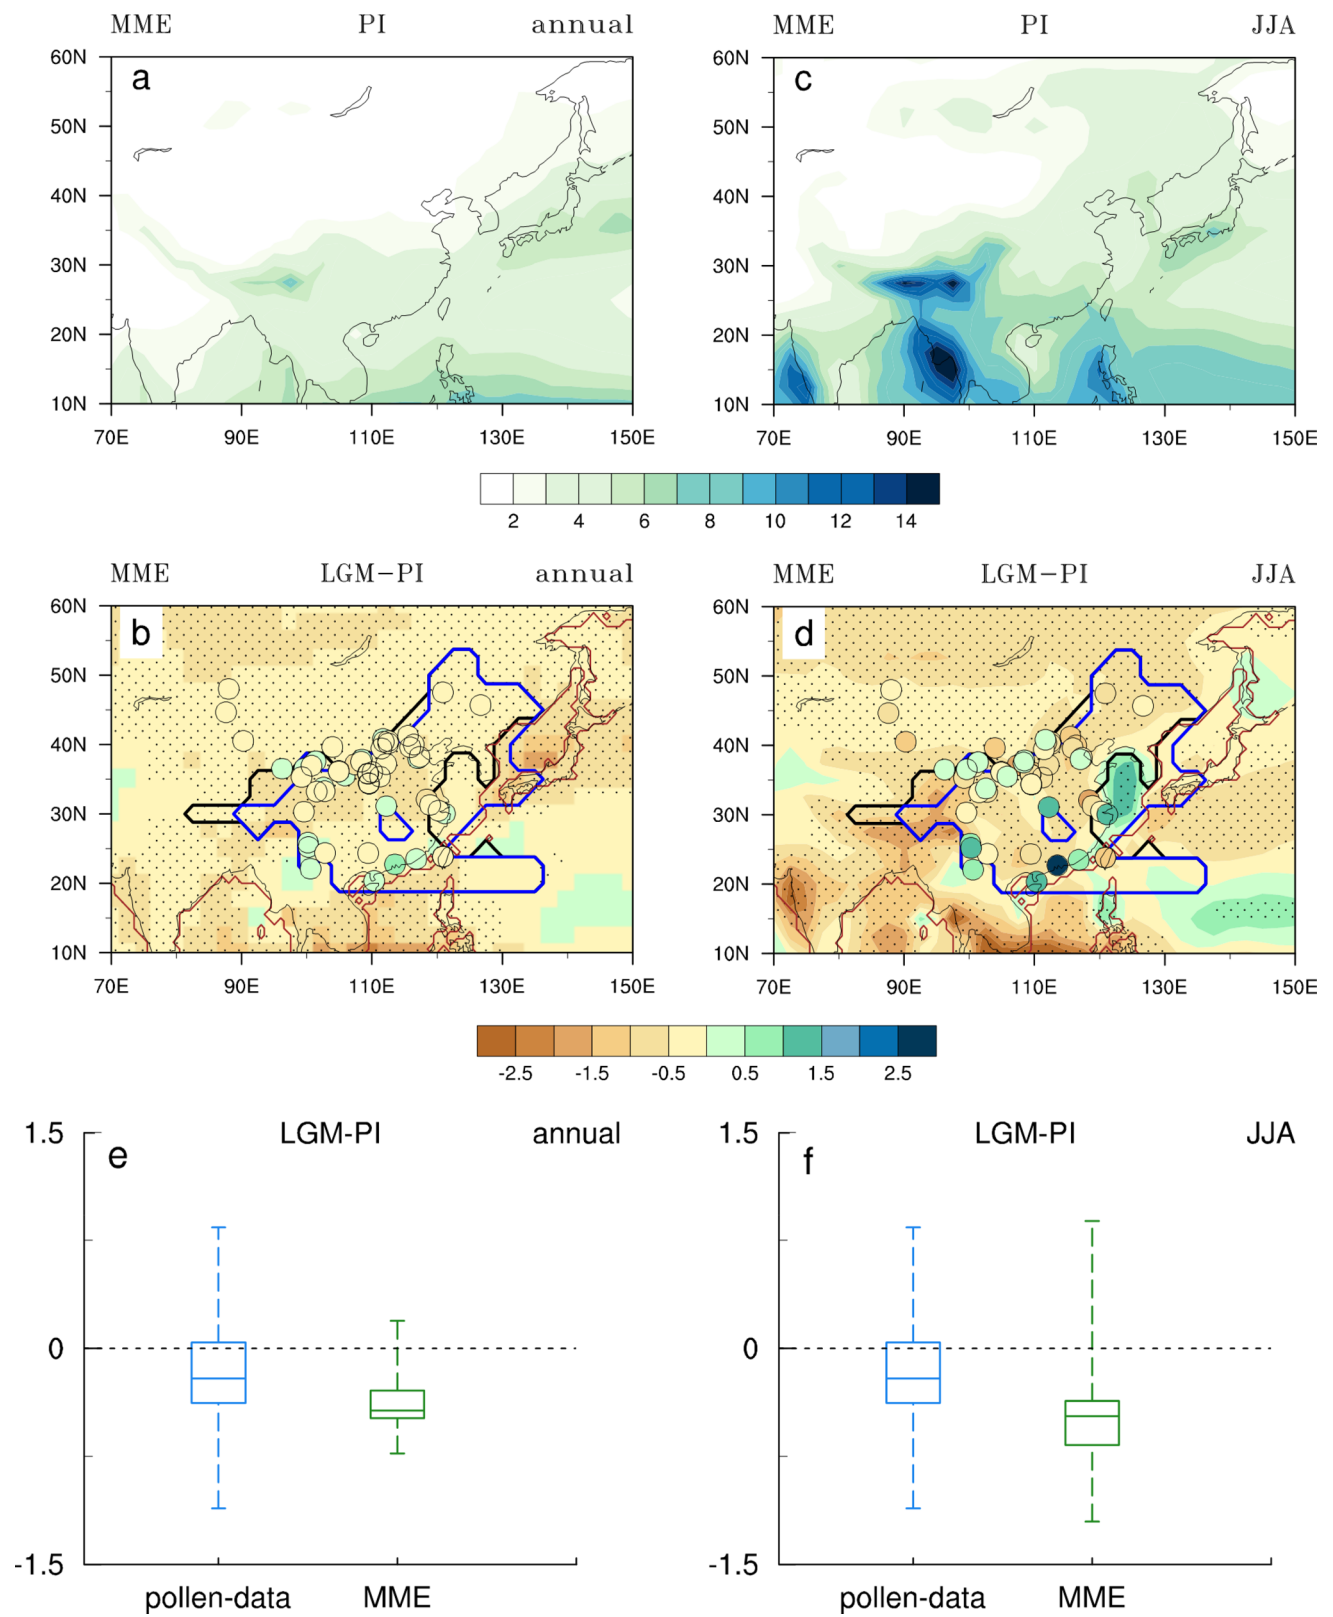 MME PI annual
MME PI JJA
a
60N
50N
40N
30N
20N
10N
70E 90E 110E 130E 150E
c
60N
50N
40N
30N
20N
10N
70E 90E 110E 130E 150E
2 4 6 8 10 12 14
MME LGM-PI annual
MME LGM-PI JJA
b
60N
50N
40N
30N
20N
10N
70E 90E 110E 130E 150E
d
60N
50N
40N
30N
20N
10N
70E 90E 110E 130E 150E
-2.5 -1.5 -0.5 0.5 1.5 2.5
LGM-PI annual
e
1.5
0
-1.5
pollen-data MME
LGM-PI JJA
f
1.5
0
-1.5
pollen-data MME